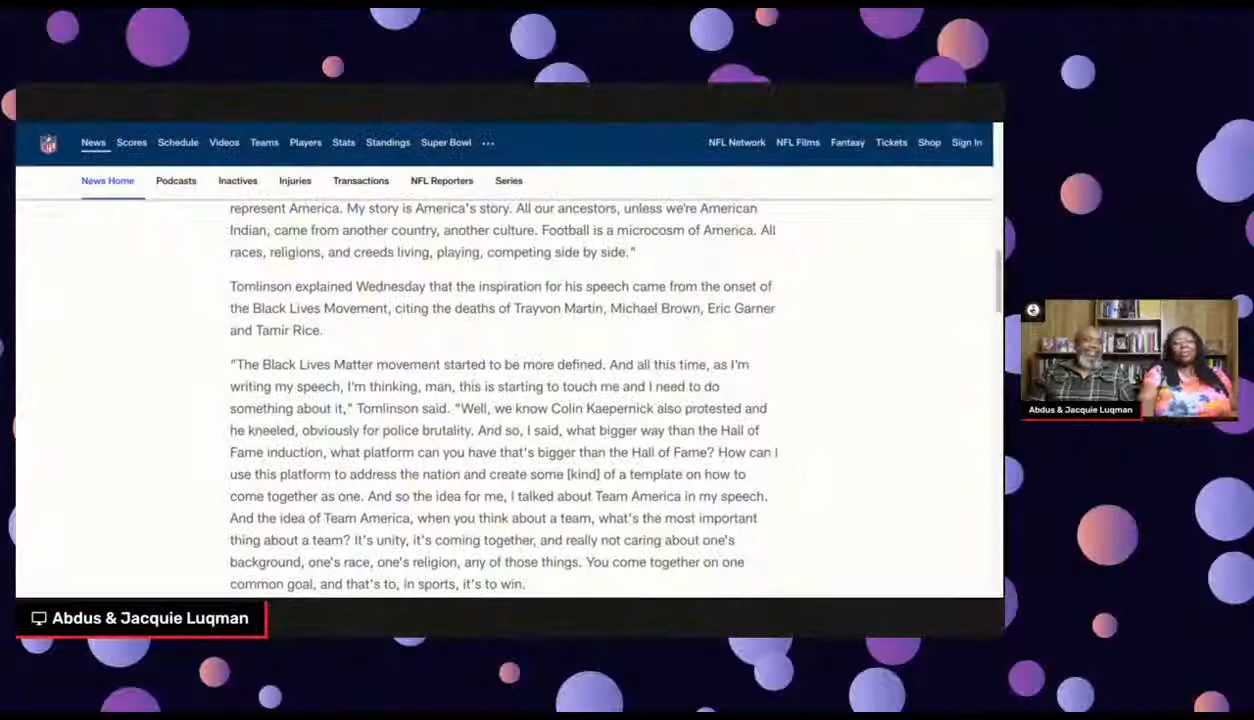 News Scores Schedule Videos Teams Players Stats Standings Super Bowl ... NFL Network NFL Films Fantasy Tickets Shop Sign In
News Home Podcasts Inactives Injuries Transactions NFL Reporters Series
represent America. My story is America's story. All our ancestors, unless we're American
Indian, came from another country, another culture. Football is a microcosm of America. All
races, religions, and creeds living, playing, competing side by side."
Tomlinson explained Wednesday that the inspiration for his speech came from the onset of
the Black Lives Movement, citing the deaths of Trayvon Martin, Michael Brown, Eric Garner
and Tamir Rice.
"The Black Lives Matter movement started to be more defined. And all this time, as I'm
writing my speech, I'm thinking, man, this is starting to touch me and I need to do
something about it," Tomlinson said. "Well, we know Colin Kaepernick also protested and
he kneeled, obviously for police brutality. And so, I said, what bigger way than the Hall of
Fame induction, what platform can you have that's bigger than the Hall of Fame? How can I
use this platform to address the nation and create some [kind] of a template on how to
come together as one. And so the idea for me, I talked about Team America in my speech.
And the idea of Team America, when you think about a team, what's the most important
thing about a team? It's unity, it's coming together, and really not caring about one's
background, one's race, one's religion, any of those things. You come together on one
common goal, and that's to, in sports, it's to win.
Abdus & Jacquie Luqman
Abdus & Jacquie Luqman